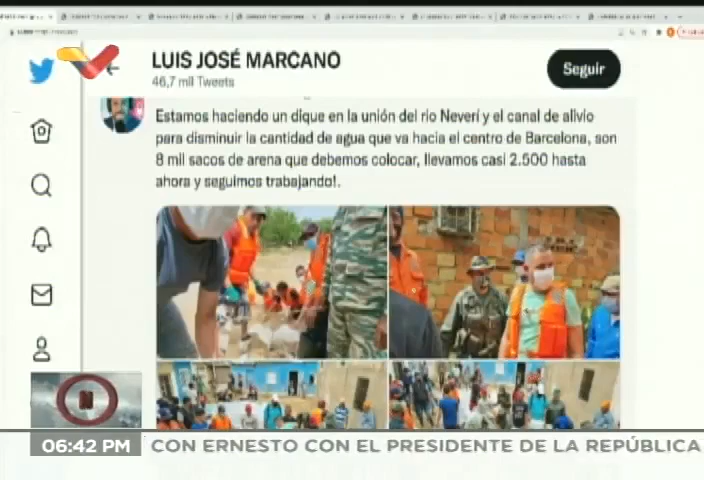 LUIS JOSÉ MARCANO
46,7 mil Tweets
Seguir
Estamos haciendo un dique en la unión del rio Neverí y el canal de alivio
para disminuir la cantidad de agua que va hacia el centro de Barcelona, son
8 mil sacos de arena que debemos colocar, llevamos casi 2.500 hasta
ahora y seguimos trabajando!.
N
06:42 PM CON ERNESTO CON EL PRESIDENTE DE LA REPÚBLICA